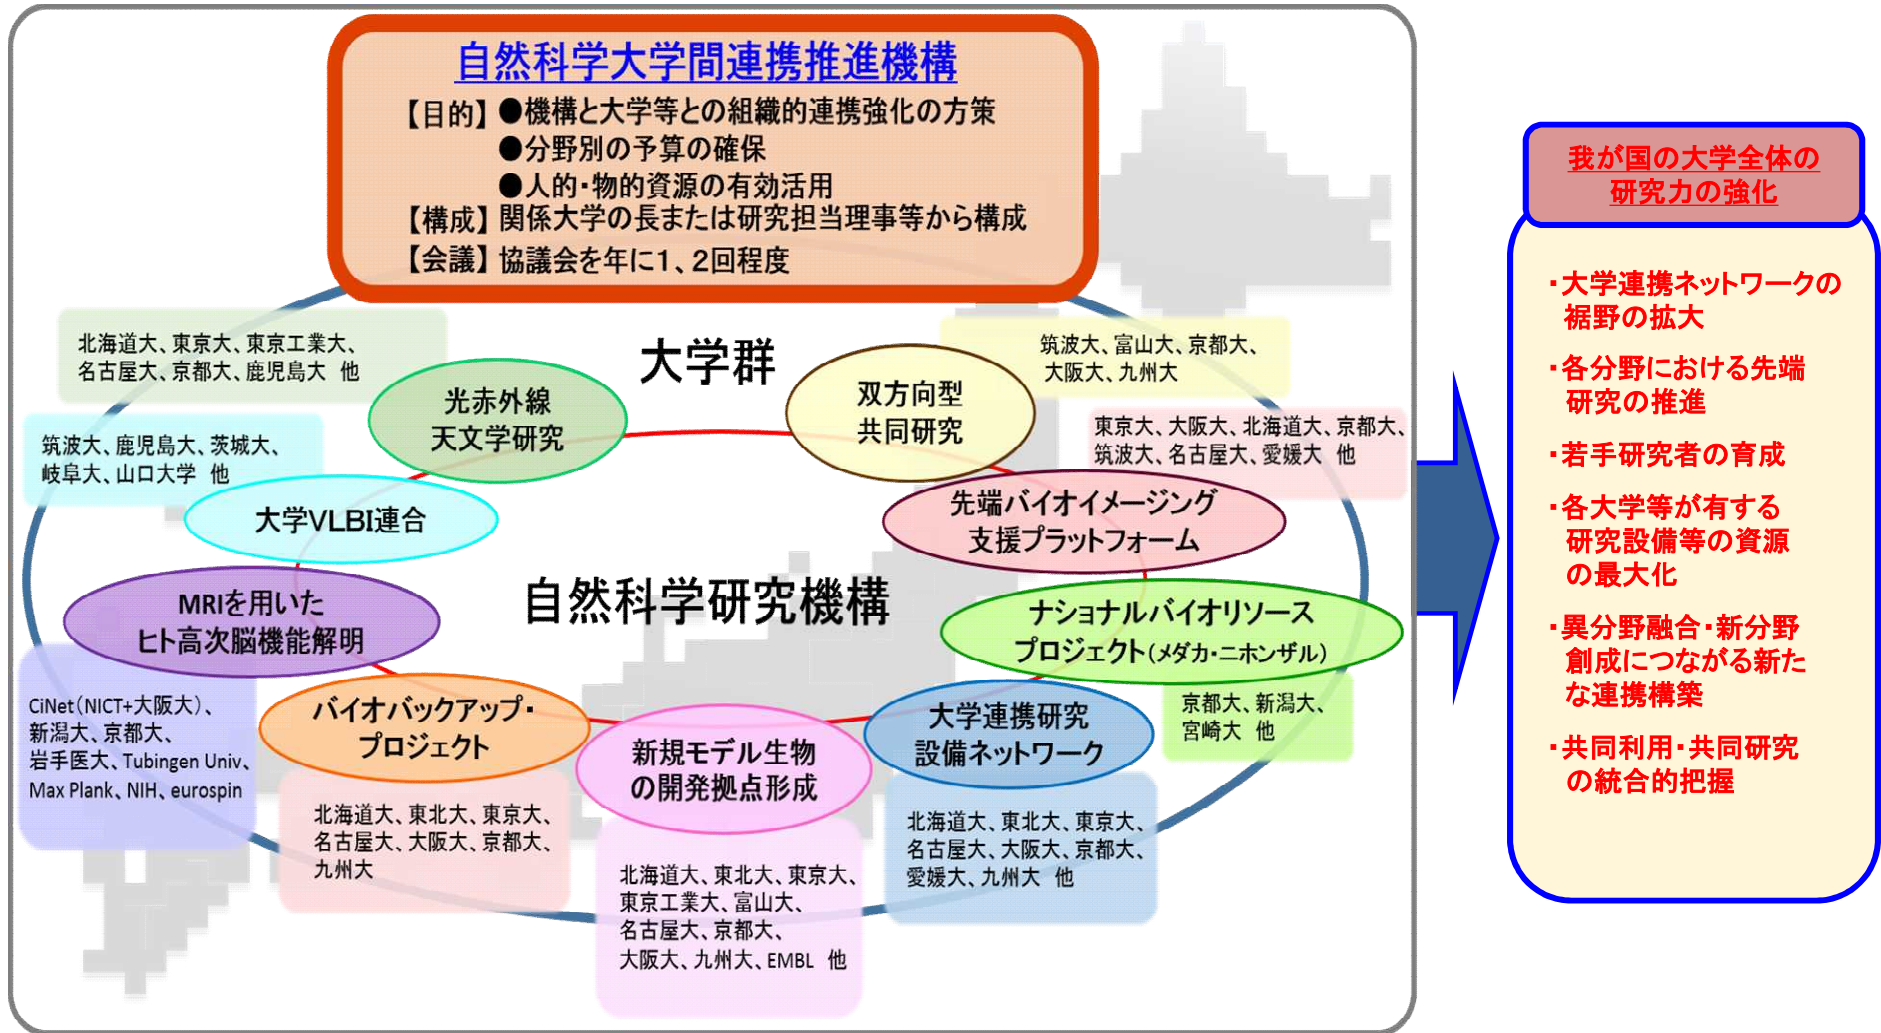 自然科学大学間連携推進機構
【目的】●機構と大学等との組織的連携強化の方策
●分野別の予算の確保
●人的・物的資源の有効活用
【構成】関係大学の長または研究担当理事等から構成
【会議】協議会を年に1、2回程度
大学群
北海道大、東京大、東京工業大、
名古屋大、京都大、鹿児島大 他
光赤外線
天文学研究
筑波大、富山大、京都大、
大阪大、九州大
双方向型
共同研究
筑波大、鹿児島大、茨城大、
岐阜大、山口大学 他
大学VLBI連合
東京大、大阪大、北海道大、京都大、
筑波大、名古屋大、愛媛大 他
先端バイオイメージング
支援プラットフォーム
自然科学研究機構
MRIを用いた
ヒト高次脳機能解明
CiNet(NICT+大阪大)、
新潟大、京都大、
岩手医大、Tubingen Univ、
Max Plank、NIH、eurospin
ナショナルバイオリソース
プロジェクト(メダカ・ニホンザル)
京都大、新潟大、
宮崎大 他
バイオバックアップ・
プロジェクト
北海道大、東北大、東京大、
名古屋大、大阪大、京都大、
九州大
新規モデル生物
の開発拠点形成
北海道大、東北大、東京大、
東京工業大、富山大、
名古屋大、京都大、
大阪大、九州大、EMBL 他
大学連携研究
設備ネットワーク
北海道大、東北大、東京大、
名古屋大、大阪大、京都大、
愛媛大、九州大 他
我が国の大学全体の
研究力の強化
・大学連携ネットワークの
裾野の拡大
・各分野における先端
研究の推進
・若手研究者の育成
・各大学等が有する
研究設備等の資源
の最大化
・異分野融合・新分野
創成につながる新た
な連携構築
・共同利用・共同研究
の統合的把握